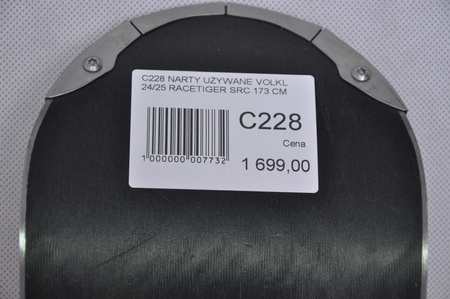 C228 NARTY UŻYWANE VOLKL
24/25 RACETIGER SRC 173 CM
C228
Cena
1 699,00
1 000000 007732